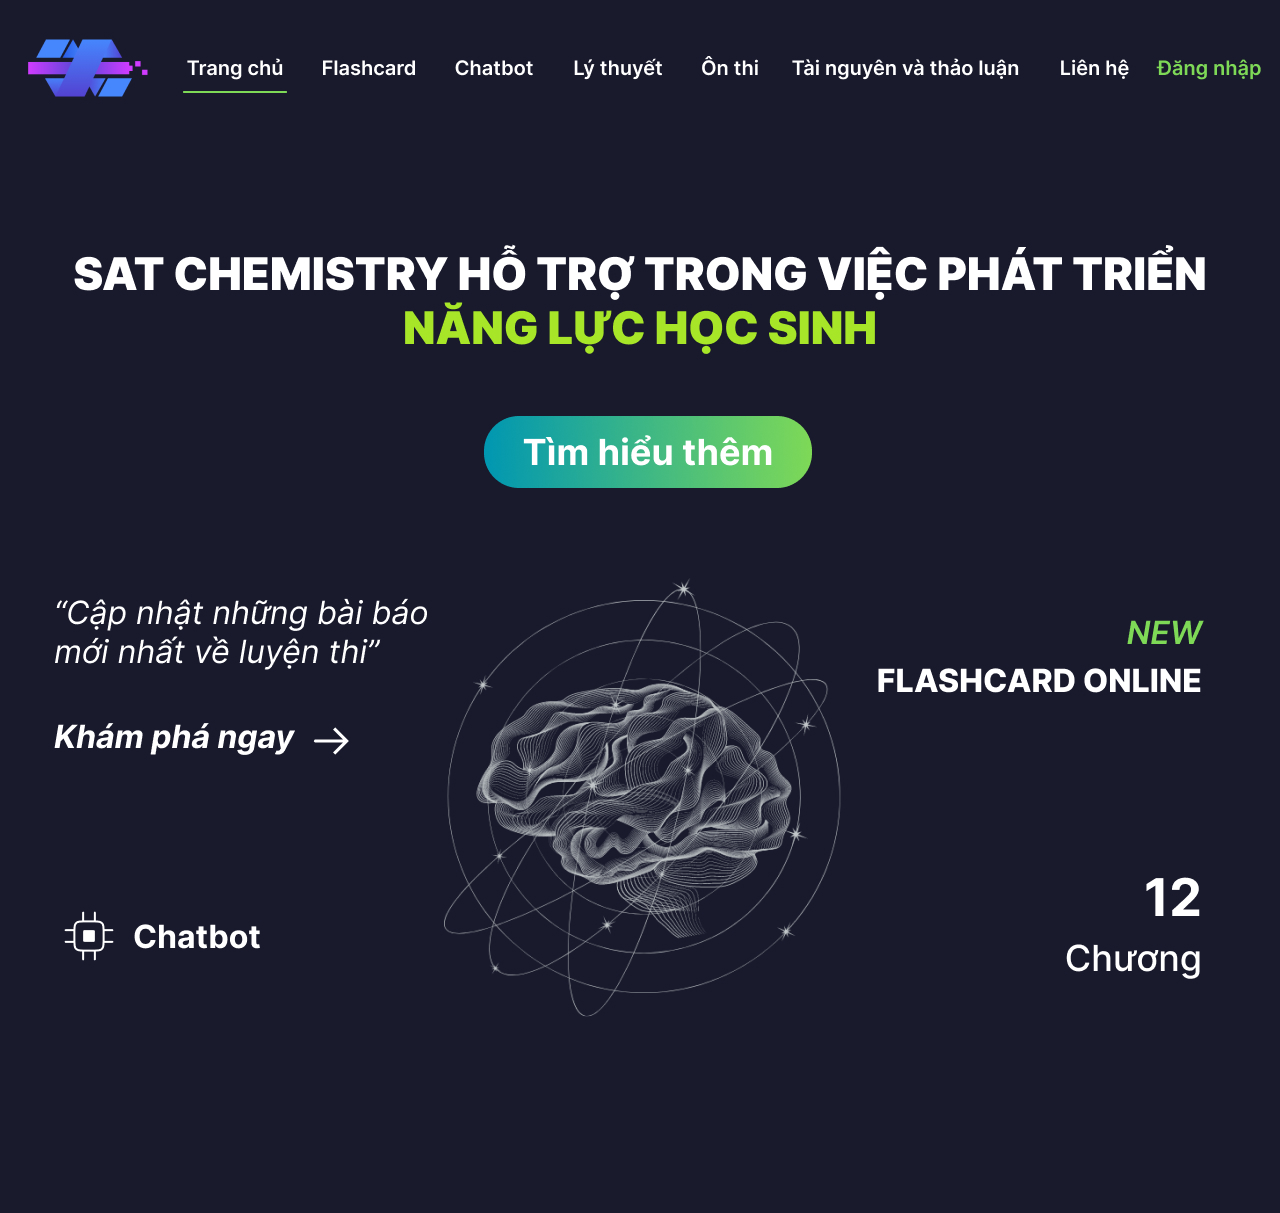 Trang chủ
Flashcard
Chatbot
Lý thuyết
Ôn thi
Tài nguyên và thảo luận
Liên hệ
Đăng nhập
SAT CHEMISTRY HỖ TRỢ TRONG VIỆC PHÁT TRIỂN
NĂNG LỰC HỌC SINH
Tìm hiểu thêm
“Cập nhật những bài báo
mới nhất về luyện thi”
Khám phá ngay
NEW
FLASHCARD ONLINE
Chatbot
12
Chương